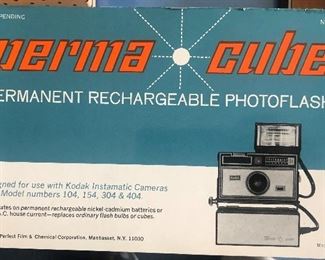 PENDING
perma cube
ERMANENT RECHARGEABLE PHOTOFLASH
gned for use with Kodak Instamatic Cameras
Model numbers 104, 154, 304 & 404.
ates on permanent rechargeable nickel-cadmium batteries or
.C. house current—replaces ordinary flash bulbs or cubes.
Perfect Film & Chemical Corporation, Manhasset, N.Y. 11030